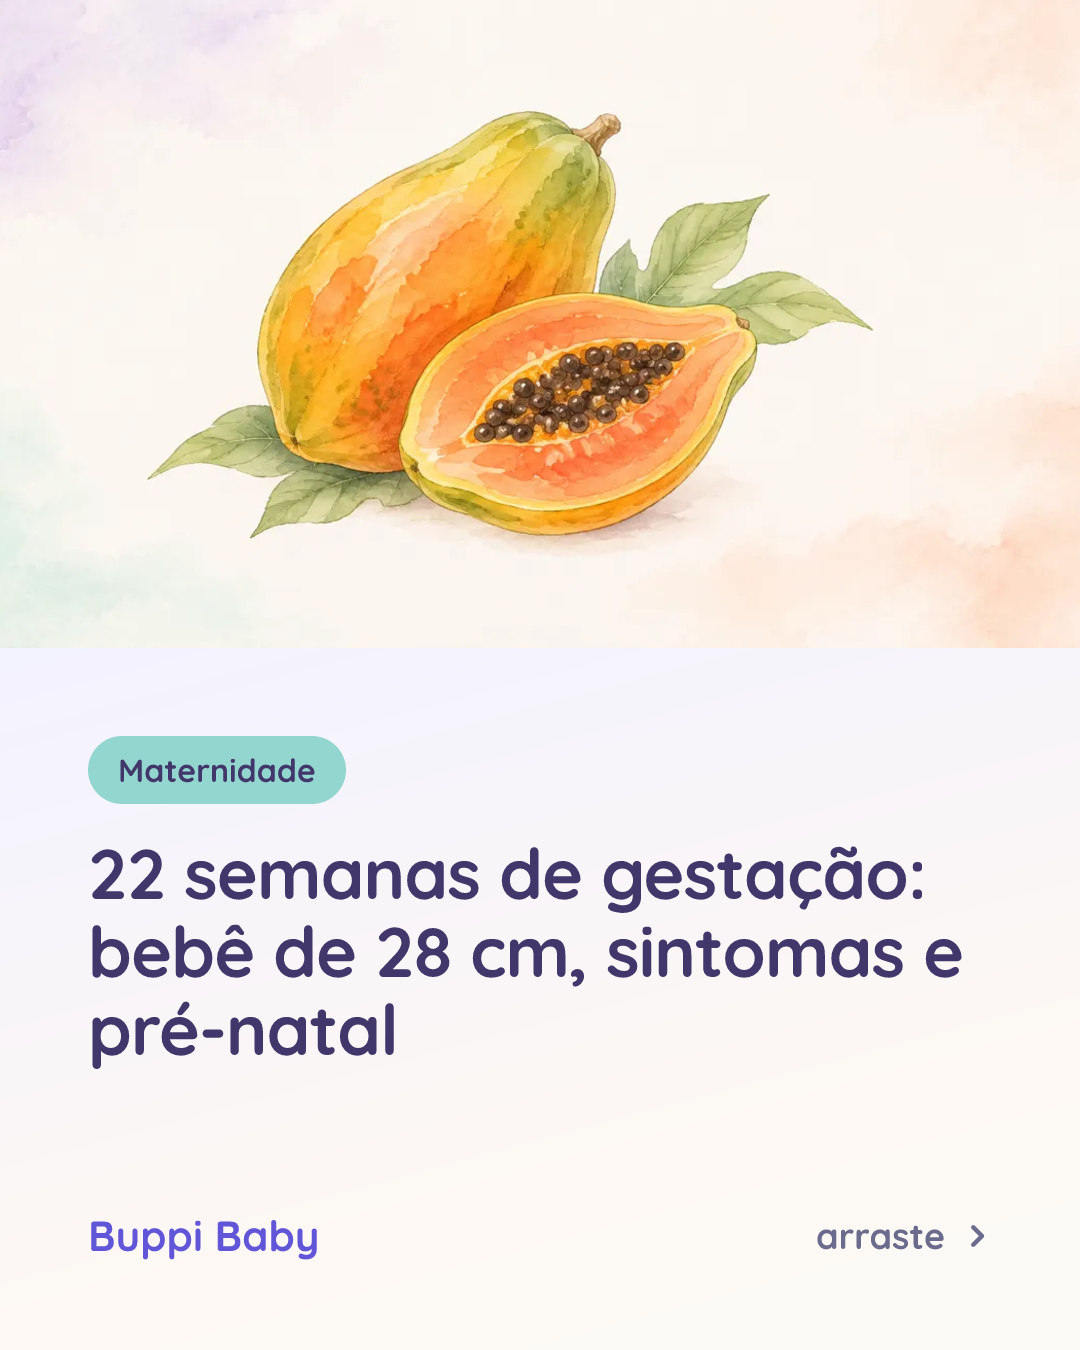 Maternidade
22 semanas de gestação:
bebê de 28 cm, sintomas e
pré-natal
Buppi Baby
arraste